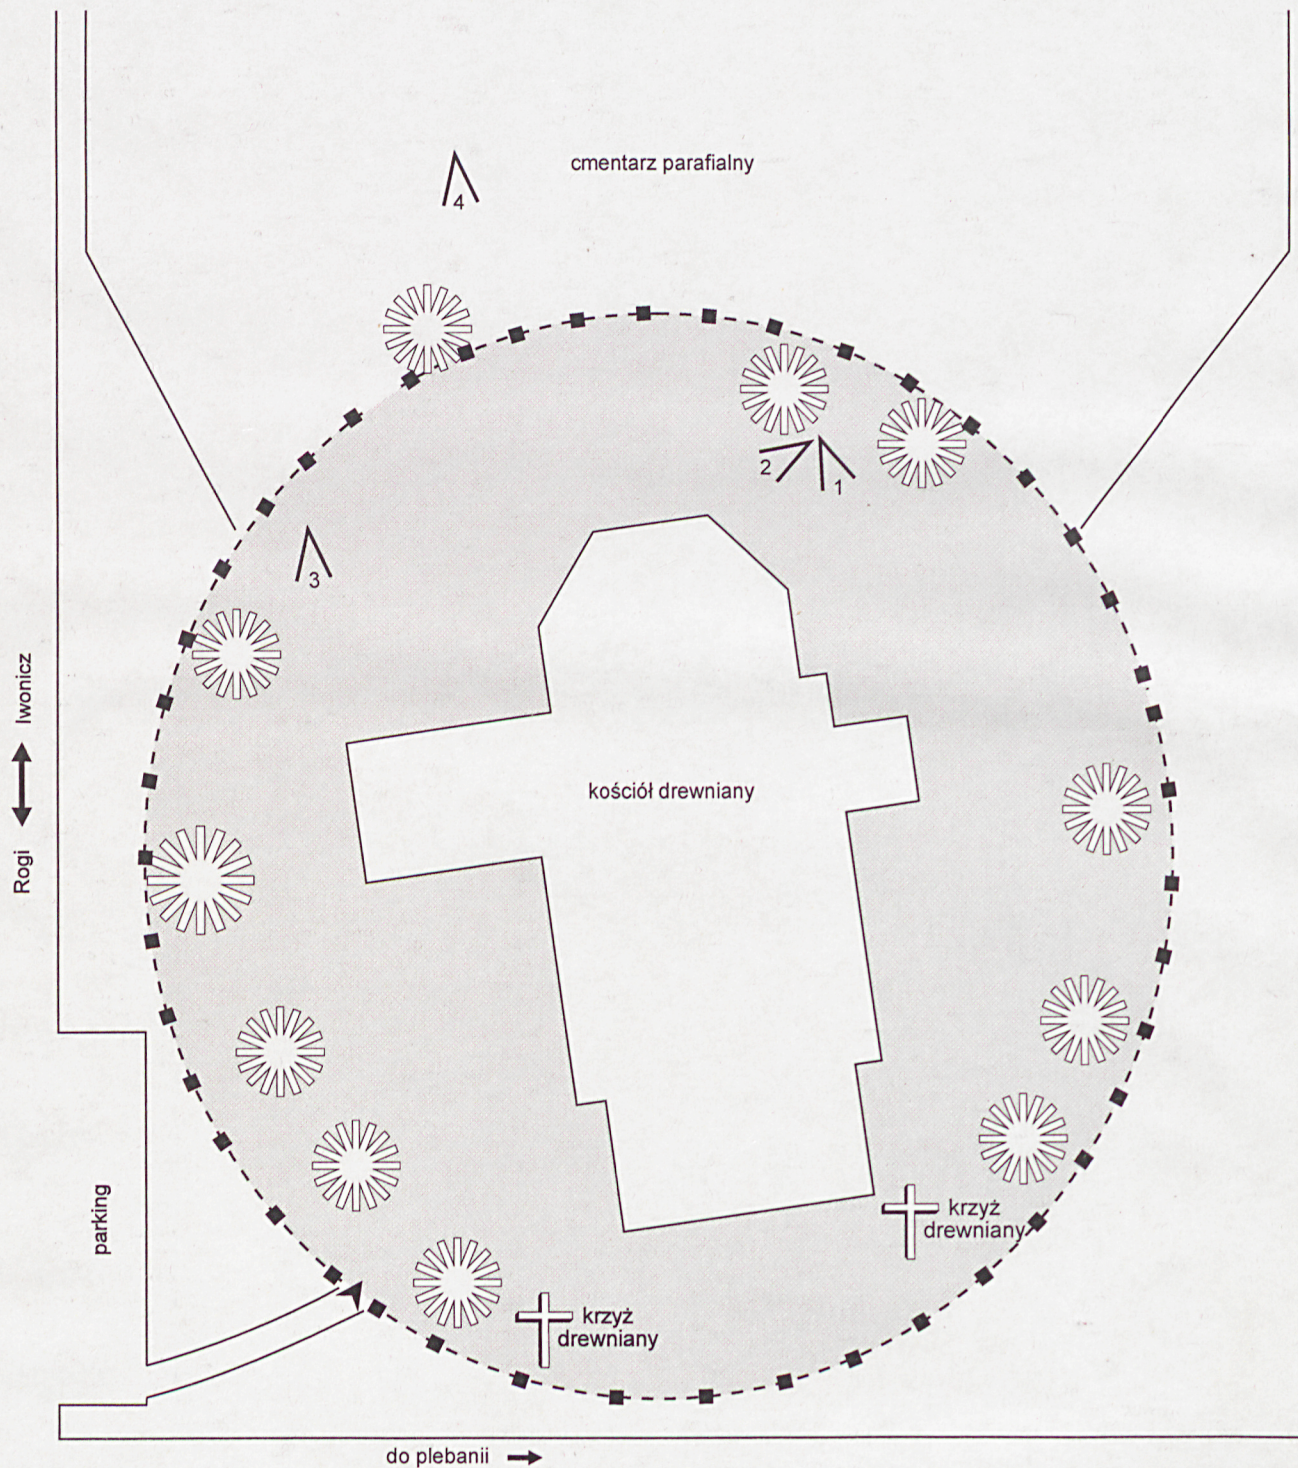 cmentarz parafialny
4
2
1
3
kościół drewniany
Iwonicz
Rogi
parking
krzyż
drewniany
krzyż
drewniany
do plebanii